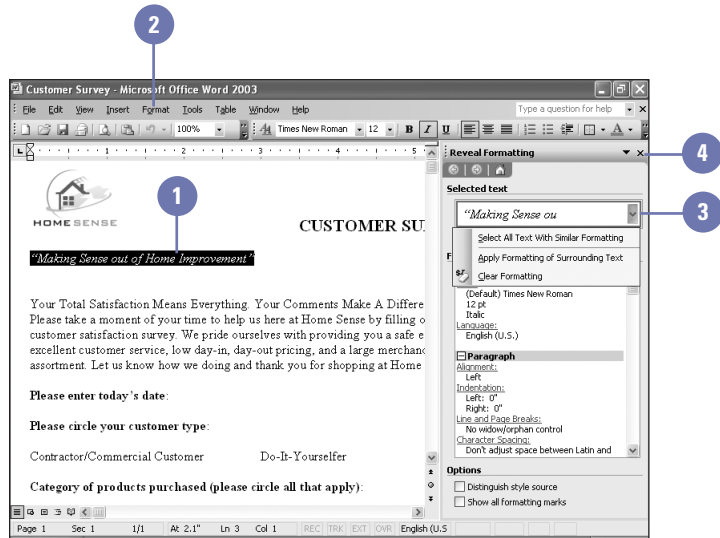 2
Customer Survey - Microsoft Office Word 2003
File Edit View Insert Format Tools Table Window Help Type a question for help
100% Times New Roman 12 B I U A
1 2 3 4 5
HOMESENSE
CUSTOMER SU
1
"Making Sense out of Home Improvement"
Your Total Satisfaction Means Everything. Your Comments Make A Differe
Please take a moment of your time to help us here at Home Sense by filling o
customer satisfaction survey. We pride ourselves with providing you a safe e
excellent customer service, low day-in, day-out pricing, and a large merchand
assortment. Let us know how we doing and thank you for shopping at Home
Please enter today's date:
Please circle your customer type:
Contractor/Commercial Customer Do-It-Yourselfer
Category of products purchased (please circle all that apply):
Reveal Formatting
4
Selected text
"Making Sense ou
3
Select All Text With Similar Formatting
Apply Formatting of Surrounding Text
Clear Formatting
F
(Default) Times New Roman
12 pt
Italic
Language:
English (U.S.)
Paragraph
Alignment:
Left
Indentation:
Left: 0"
Right: 0"
Line and Page Breaks:
No widow/orphan control
Character Spacing:
Don't adjust space between Latin and
Options
Distinguish style source
Show all formatting marks
Page 1 Sec 1 1/1 At 2.1" Ln 3 Col 1 REC TRK EXT OVR English (U.S